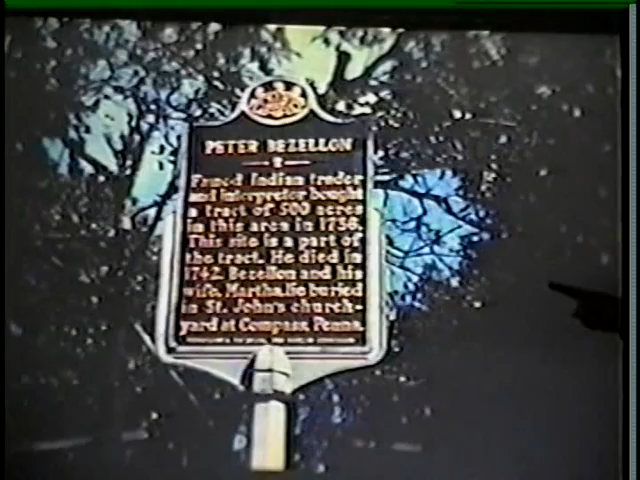 PETER BEZELLON
Famed Indian trader
and interpreter bought
a tract of 500 acres
in this area in 1736.
This site is a part of
the tract. He died in
1742. Bezellon and his
wife, Martha, lie buried
in St. John's church-
yard at Compass, Penna.